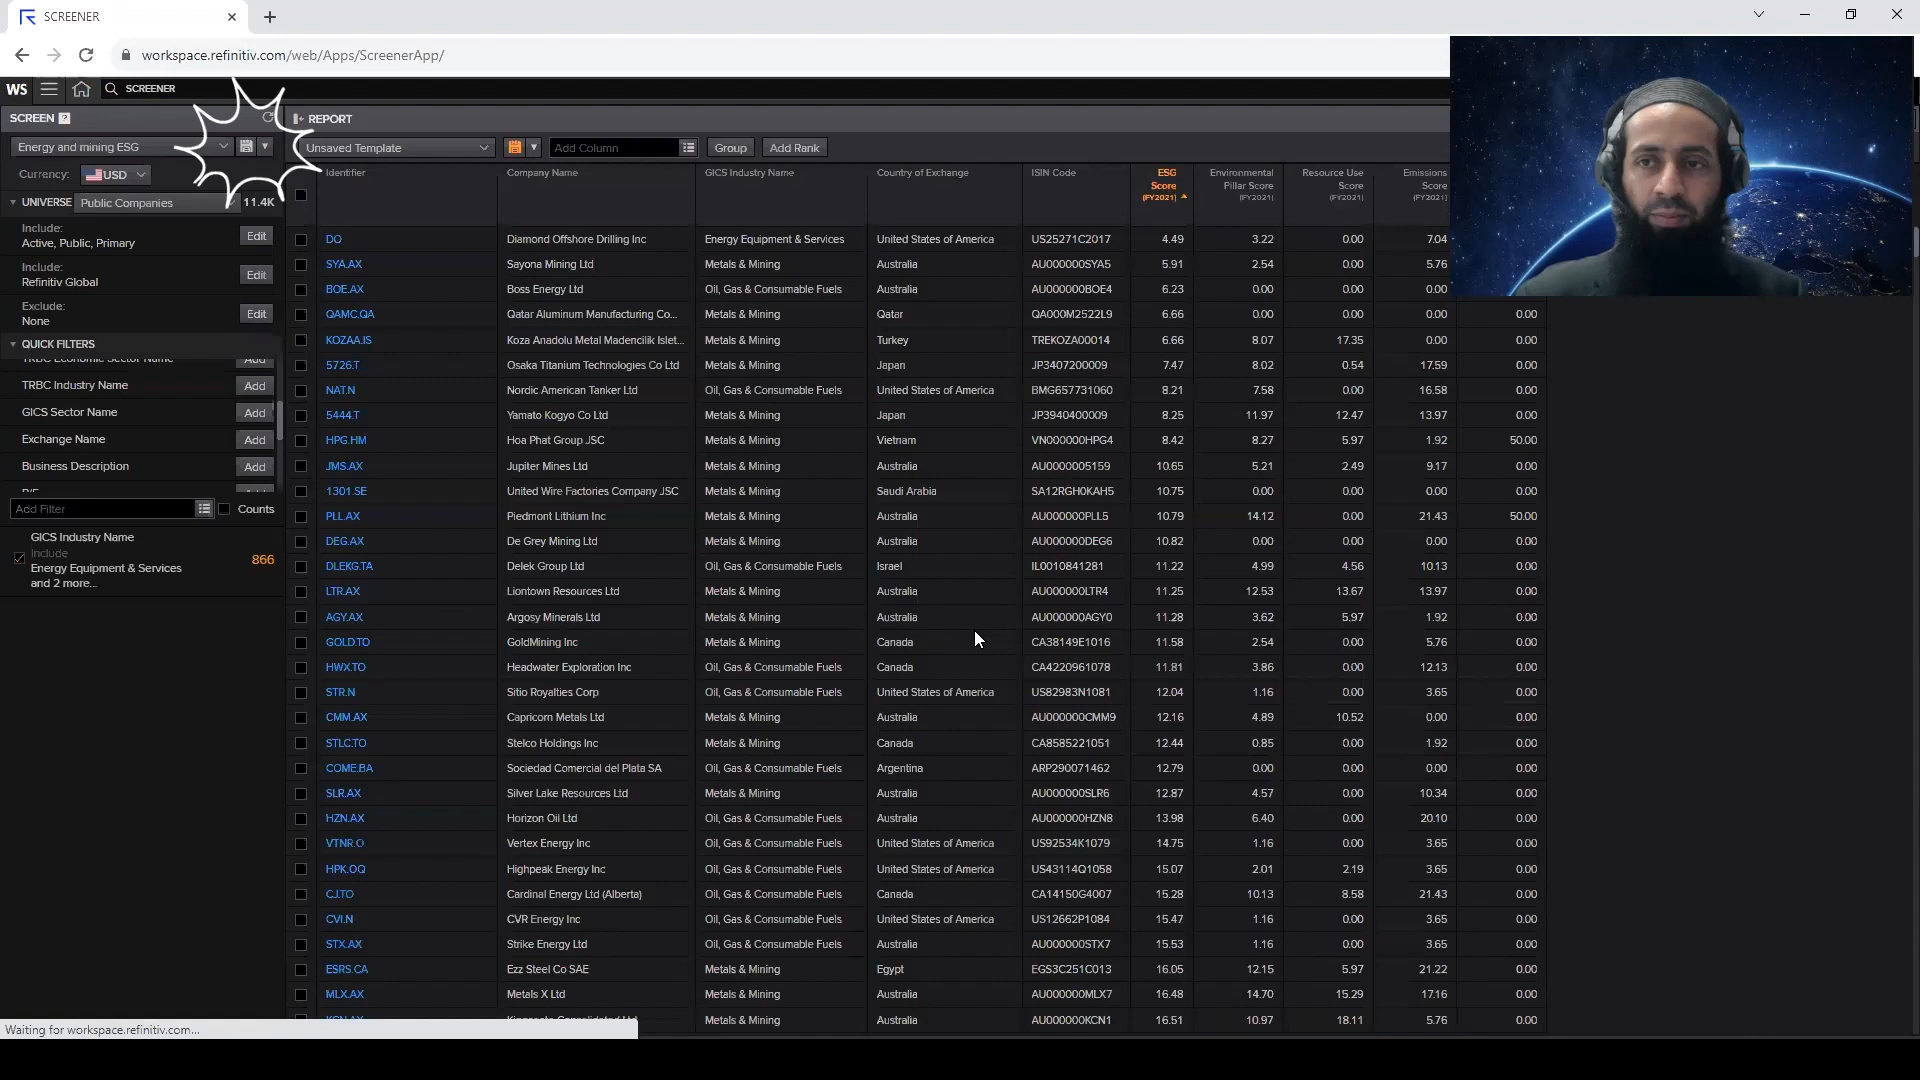 SCREENER
workspace.refinitiv.com/web/Apps/ScreenerApp/
WS SCREENER
SCREEN ?
REPORT
Energy and mining ESG
Unsaved Template
Add Column
Group
Add Rank
Currency: USD
UNIVERSE Public Companies 11.4K
Include:
Active, Public, Primary
Edit
Include:
Refinitiv Global
Edit
Exclude:
None
Edit
QUICK FILTERS
TRBC Economic Sector Name Add
TRBC Industry Name Add
GICS Sector Name Add
Exchange Name Add
Business Description Add
Add Filter Counts
GICS Industry Name
Include
Energy Equipment & Services
and 2 more...
866
Identifier Company Name GICS Industry Name Country of Exchange ISIN Code ESG Score (FY2021) Environmental Pillar Score (FY2021) Resource Use Score (FY2021) Emissions Score (FY2021)
DO Diamond Offshore Drilling Inc Energy Equipment & Services United States of America US25271C2017 4.49 3.22 0.00 7.04
SYA.AX Sayona Mining Ltd Metals & Mining Australia AU000000SYA5 5.91 2.54 0.00 5.76
BOE.AX Boss Energy Ltd Oil, Gas & Consumable Fuels Australia AU000000BOE4 6.23 0.00 0.00 0.00
QAMC.QA Qatar Aluminum Manufacturing Co... Metals & Mining Qatar QA000M2522L9 6.66 0.00 0.00 0.00 0.00
KOZAA.IS Koza Anadolu Metal Madencilik Islet... Metals & Mining Turkey TREKOZA00014 6.66 8.07 17.35 0.00 0.00
5726.T Osaka Titanium Technologies Co Ltd Metals & Mining Japan JP3407200009 7.47 8.02 0.54 17.59 0.00
NAT.N Nordic American Tanker Ltd Oil, Gas & Consumable Fuels United States of America BMG657731060 8.21 7.58 0.00 16.58 0.00
5444.T Yamato Kogyo Co Ltd Metals & Mining Japan JP3940400009 8.25 11.97 12.47 13.97 0.00
HPG.HM Hoa Phat Group JSC Metals & Mining Vietnam VN000000HPG4 8.42 8.27 5.97 1.92 50.00
JMS.AX Jupiter Mines Ltd Metals & Mining Australia AU0000005159 10.65 5.21 2.49 9.17 0.00
1301.SE United Wire Factories Company JSC Metals & Mining Saudi Arabia SA12RGH0KAH5 10.75 0.00 0.00 0.00 0.00
PLL.AX Piedmont Lithium Inc Metals & Mining Australia AU000000PLL5 10.79 14.12 0.00 21.43 50.00
DEG.AX De Grey Mining Ltd Metals & Mining Australia AU000000DEG6 10.82 0.00 0.00 0.00 0.00
DLEKG.TA Delek Group Ltd Oil, Gas & Consumable Fuels Israel IL0010841281 11.22 4.99 4.56 10.13 0.00
LTR.AX Liontown Resources Ltd Metals & Mining Australia AU000000LTR4 11.25 12.53 13.67 13.97 0.00
AGY.AX Argosy Minerals Ltd Metals & Mining Australia AU000000AGY0 11.28 3.62 5.97 1.92 0.00
GOLD.TO GoldMining Inc Metals & Mining Canada CA38149E1016 11.58 2.54 0.00 5.76 0.00
HWX.TO Headwater Exploration Inc Oil, Gas & Consumable Fuels Canada CA4220961078 11.81 3.86 0.00 12.13 0.00
STR.N Sitio Royalties Corp Oil, Gas & Consumable Fuels United States of America US82983N1081 12.04 1.16 0.00 3.65 0.00
CMM.AX Capricorn Metals Ltd Metals & Mining Australia AU000000CMM9 12.16 4.89 10.52 0.00 0.00
STLC.TO Stelco Holdings Inc Metals & Mining Canada CA8585221051 12.44 0.85 0.00 1.92 0.00
COME.BA Sociedad Comercial del Plata SA Oil, Gas & Consumable Fuels Argentina ARP290071462 12.79 0.00 0.00 0.00 0.00
SLR.AX Silver Lake Resources Ltd Metals & Mining Australia AU000000SLR6 12.87 4.57 0.00 10.34 0.00
HZN.AX Horizon Oil Ltd Oil, Gas & Consumable Fuels Australia AU000000HZN8 13.98 6.40 0.00 20.10 0.00
VTNR.O Vertex Energy Inc Oil, Gas & Consumable Fuels United States of America US92534K1079 14.75 1.16 0.00 3.65 0.00
HPK.OQ Highpeak Energy Inc Oil, Gas & Consumable Fuels United States of America US43114Q1058 15.07 2.01 2.19 3.65 0.00
CJ.TO Cardinal Energy Ltd (Alberta) Oil, Gas & Consumable Fuels Canada CA14150G4007 15.28 10.13 8.58 21.43 0.00
CVI.N CVR Energy Inc Oil, Gas & Consumable Fuels United States of America US12662P1084 15.47 1.16 0.00 3.65 0.00
STX.AX Strike Energy Ltd Oil, Gas & Consumable Fuels Australia AU000000STX7 15.53 1.16 0.00 3.65 0.00
ESRS.CA Ezz Steel Co SAE Metals & Mining Egypt EGS3C251C013 16.05 12.15 5.97 21.22 0.00
MLX.AX Metals X Ltd Metals & Mining Australia AU000000MLX7 16.48 14.70 15.29 17.16 0.00
Metals & Mining Australia AU000000KCN1 16.51 10.97 18.11 5.76 0.00
Waiting for workspace.refinitiv.com...